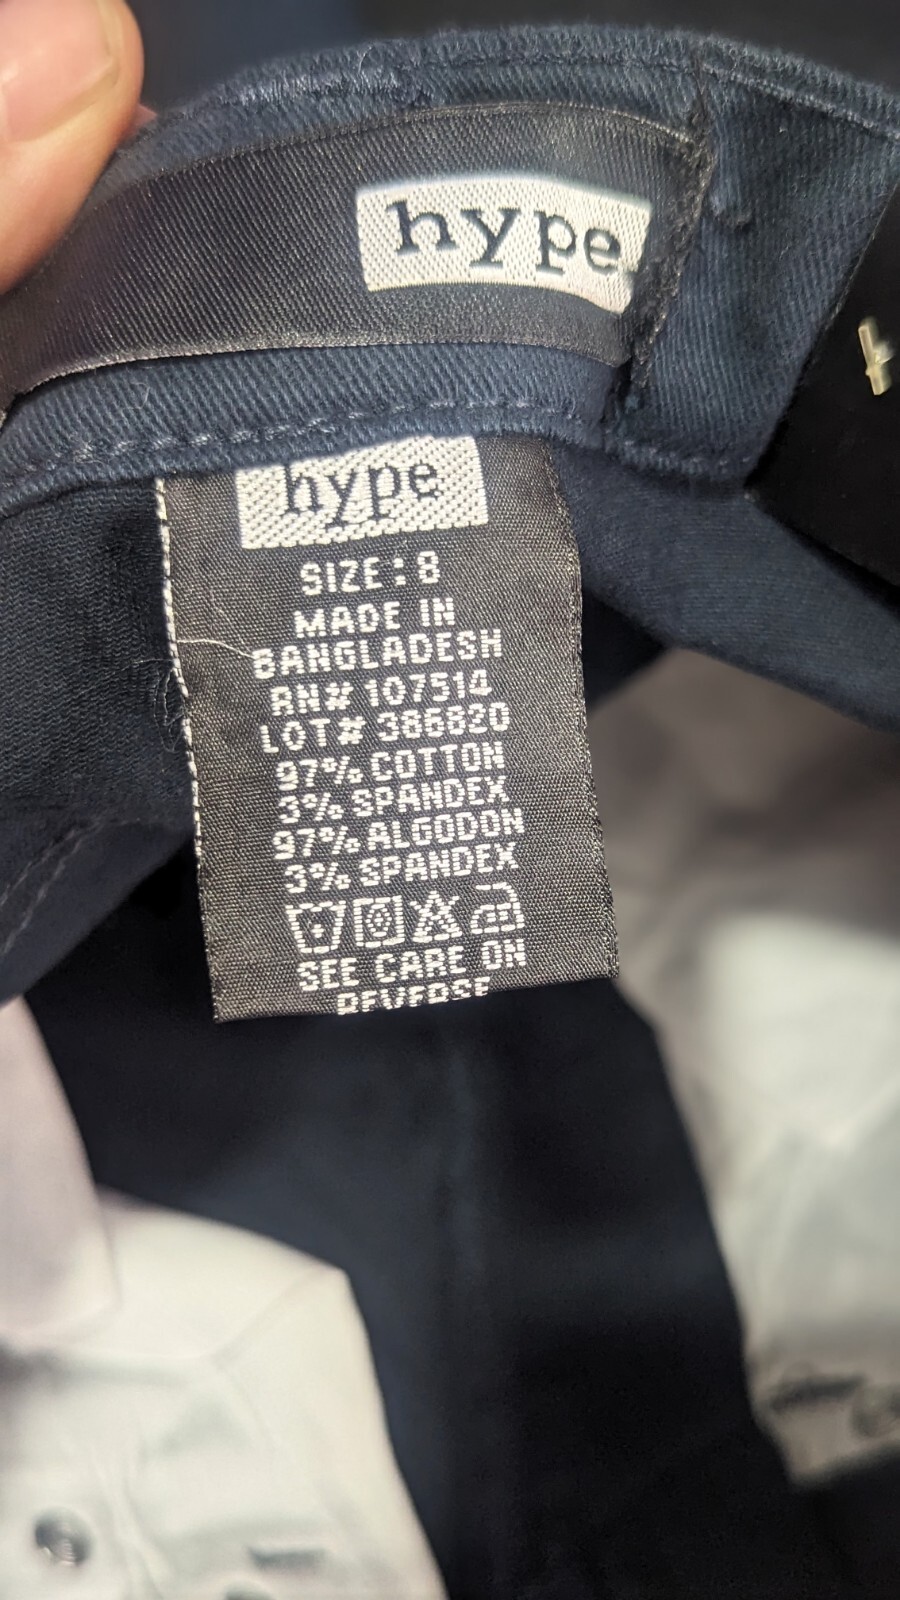 hype.
hype
SIZE: 8
MADE IN
BANGLADESH
RN# 107514
LOT# 386820
97% COTTON
3% SPANDEX
97% ALGODON
3% SPANDEX
SEE CARE ON
REVERSE